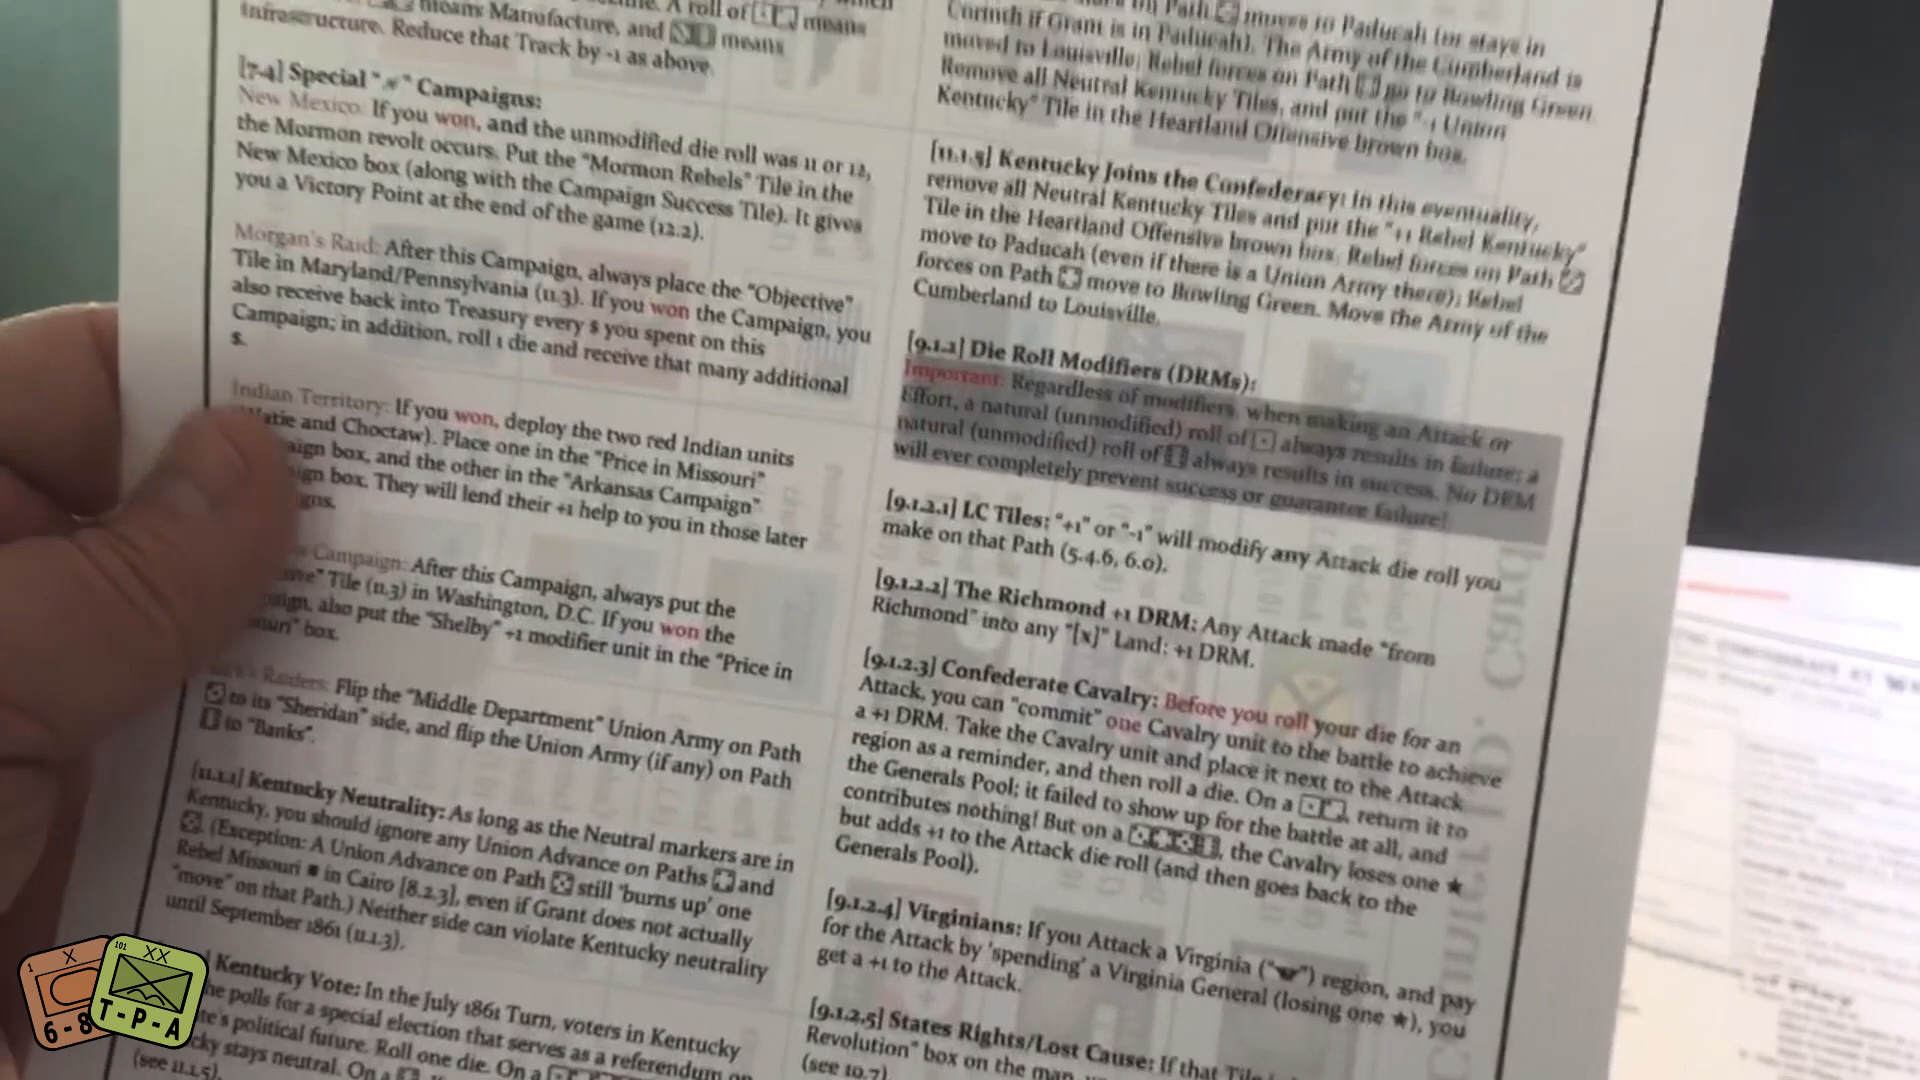 means Manufacture, and means
infrastructure. Reduce that Track by -1 as above.
[7.4] Special " " Campaigns:
New Mexico: If you won, and the unmodified die roll was 11 or 12,
the Mormon revolt occurs. Put the "Mormon Rebels" Tile in the
New Mexico box (along with the Campaign Success Tile). It gives
you a Victory Point at the end of the game (12.2).
Morgan's Raid: After this Campaign, always place the "Objective"
Tile in Maryland/Pennsylvania (11.3). If you won the Campaign, you
also receive back into Treasury every $ you spent on this
Campaign; in addition, roll 1 die and receive that many additional
$.
Indian Territory: If you won, deploy the two red Indian units
Watie and Choctaw). Place one in the "Price in Missouri"
aign box, and the other in the "Arkansas Campaign"
ign box. They will lend their +1 help to you in those later
gns.
Campaign: After this Campaign, always put the
Tile (11.3) in Washington, D.C. If you won the
aign, also put the "Shelby" +1 modifier unit in the "Price in
box.
Raiders: Flip the "Middle Department" Union Army on Path
to its "Sheridan" side, and flip the Union Army (if any) on Path
to "Banks".
[11.1.1] Kentucky Neutrality: As long as the Neutral markers are in
Kentucky, you should ignore any Union Advance on Paths and
. (Exception: A Union Advance on Path still 'burns up' one
Rebel Missouri ■ in Cairo [8.2.3], even if Grant does not actually
"move" on that Path.) Neither side can violate Kentucky neutrality
until September 1861 (11.1.3).
Kentucky Vote: In the July 1861 Turn, voters in Kentucky
he polls for a special election that serves as a referendum on
te's political future. Roll one die. On a
cky stays neutral. On a
(see 11.1.5).
on Path moves to Paducah (or stays in
Corinth if Grant is in Paducah). The Army of the Cumberland is
moved to Louisville; Rebel forces on Path go to Bowling Green.
Remove all Neutral Kentucky Tiles, and put the "-1 Union
Kentucky" Tile in the Heartland Offensive brown box.
[11.1.5] Kentucky Joins the Confederacy: In this eventuality,
remove all Neutral Kentucky Tiles and put the "+1 Rebel Kentucky"
Tile in the Heartland Offensive brown box. Rebel forces on Path
move to Paducah (even if there is a Union Army there); Rebel
forces on Path move to Bowling Green. Move the Army of the
Cumberland to Louisville.
[9.1.2] Die Roll Modifiers (DRMs):
Important: Regardless of modifiers, when making an Attack or
Effort, a natural (unmodified) roll of always results in failure; a
natural (unmodified) roll of always results in success. No DRM
will ever completely prevent success or guarantee failure!
[9.1.2.1] LC Tiles: "+1" or "-1" will modify any Attack die roll you
make on that Path (5.4.6, 6.0).
[9.1.2.2] The Richmond +1 DRM: Any Attack made "from
Richmond" into any "[x]" Land: +1 DRM.
[9.1.2.3] Confederate Cavalry: Before you roll your die for an
Attack, you can "commit" one Cavalry unit to the battle to achieve
a +1 DRM. Take the Cavalry unit and place it next to the Attack
region as a reminder, and then roll a die. On a , return it to
the Generals Pool; it failed to show up for the battle at all, and
contributes nothing! But on a , the Cavalry loses one ★
but adds +1 to the Attack die roll (and then goes back to the
Generals Pool).
[9.1.2.4] Virginians: If you Attack a Virginia (" ") region, and pay
for the Attack by 'spending' a Virginia General (losing one ★), you
get a +1 to the Attack.
[9.1.2.5] States Rights/Lost Cause: If that Tile
Revolution" box on the map,
(see 10.7)
X
6-8
101
XX
T-P-A